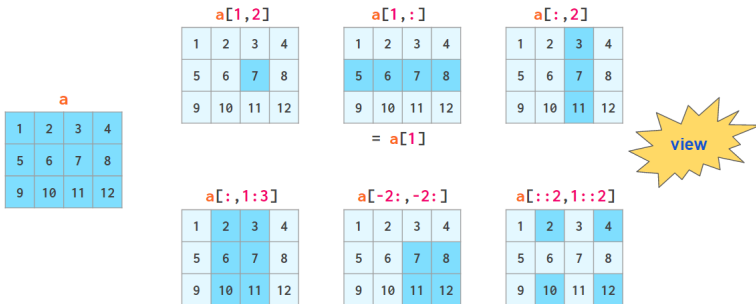 a
1 2 3 4
5 6 7 8
9 10 11 12
a[1,2]
1 2 3 4
5 6 7 8
9 10 11 12
a[1,:]
1 2 3 4
5 6 7 8
9 10 11 12
= a[1]
a[:,2]
1 2 3 4
5 6 7 8
9 10 11 12
view
a[:,1:3]
1 2 3 4
5 6 7 8
9 10 11 12
a[-2:,-2:]
1 2 3 4
5 6 7 8
9 10 11 12
a[::2,1::2]
1 2 3 4
5 6 7 8
9 10 11 12